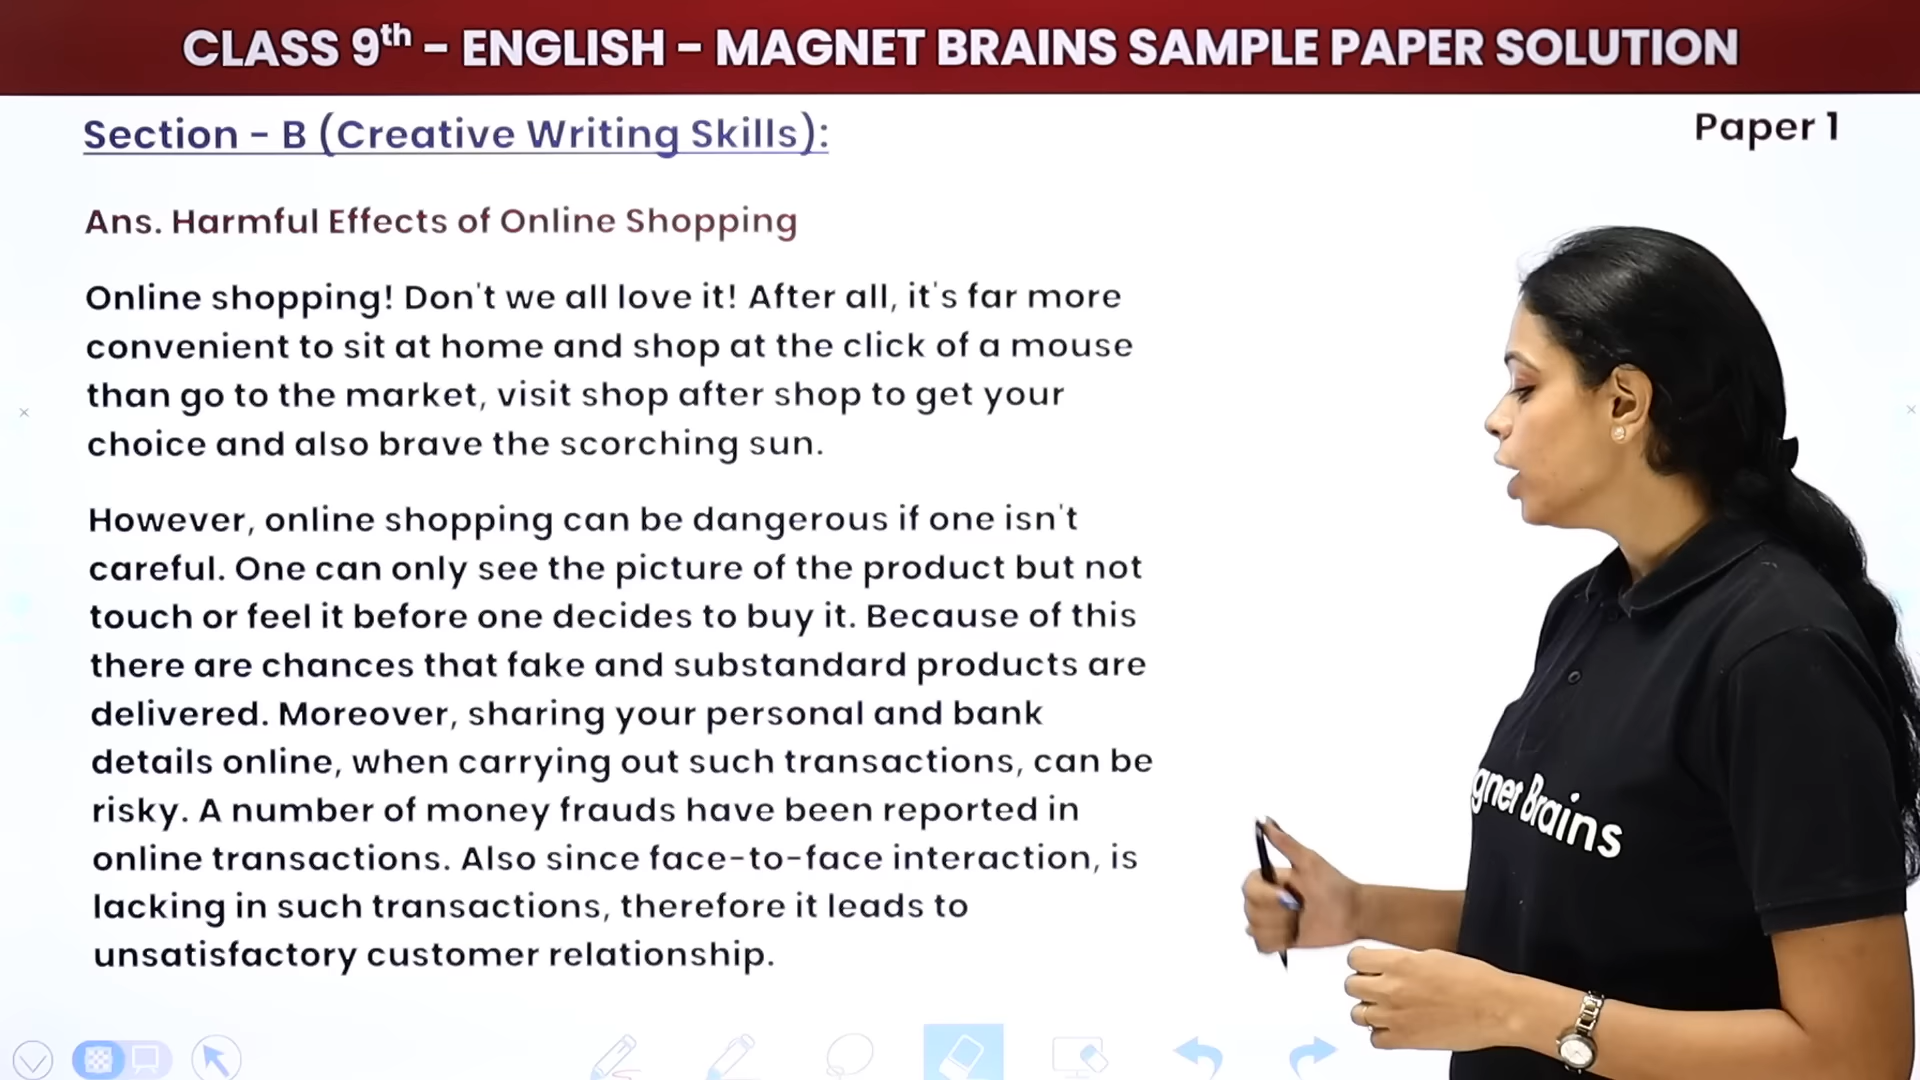 CLASS 9th – ENGLISH – MAGNET BRAINS SAMPLE PAPER SOLUTION
Section - B (Creative Writing Skills):
Paper 1
Ans. Harmful Effects of Online Shopping
Online shopping! Don't we all love it! After all, it's far more
convenient to sit at home and shop at the click of a mouse
than go to the market, visit shop after shop to get your
choice and also brave the scorching sun.
However, online shopping can be dangerous if one isn't
careful. One can only see the picture of the product but not
touch or feel it before one decides to buy it. Because of this
there are chances that fake and substandard products are
delivered. Moreover, sharing your personal and bank
details online, when carrying out such transactions, can be
risky. A number of money frauds have been reported in
online transactions. Also since face-to-face interaction, is
lacking in such transactions, therefore it leads to
unsatisfactory customer relationship.
gnet Brains